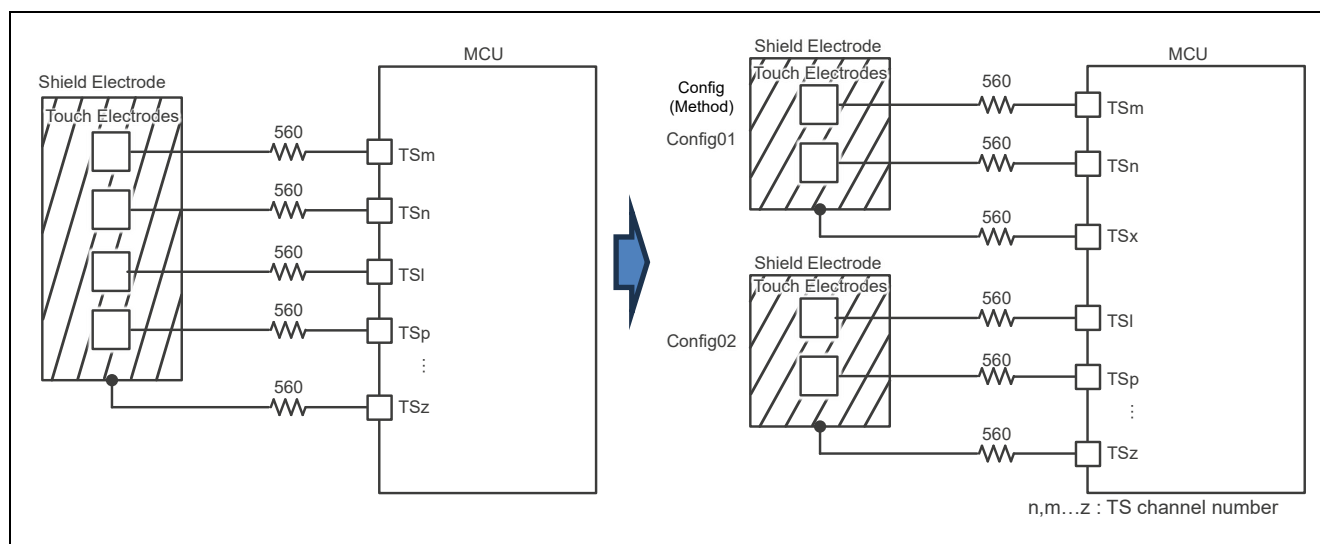 MCU
Shield Electrode
Touch Electrodes
560
TSm
560
TSn
560
TSl
560
TSp
⋮
560
TSz
Shield Electrode
MCU
Touch Electrodes
Config
(Method)
Config01
560
TSm
560
TSn
560
TSx
Shield Electrode
Touch Electrodes
Config02
560
TSl
560
TSp
⋮
560
TSz
n,m...z : TS channel number